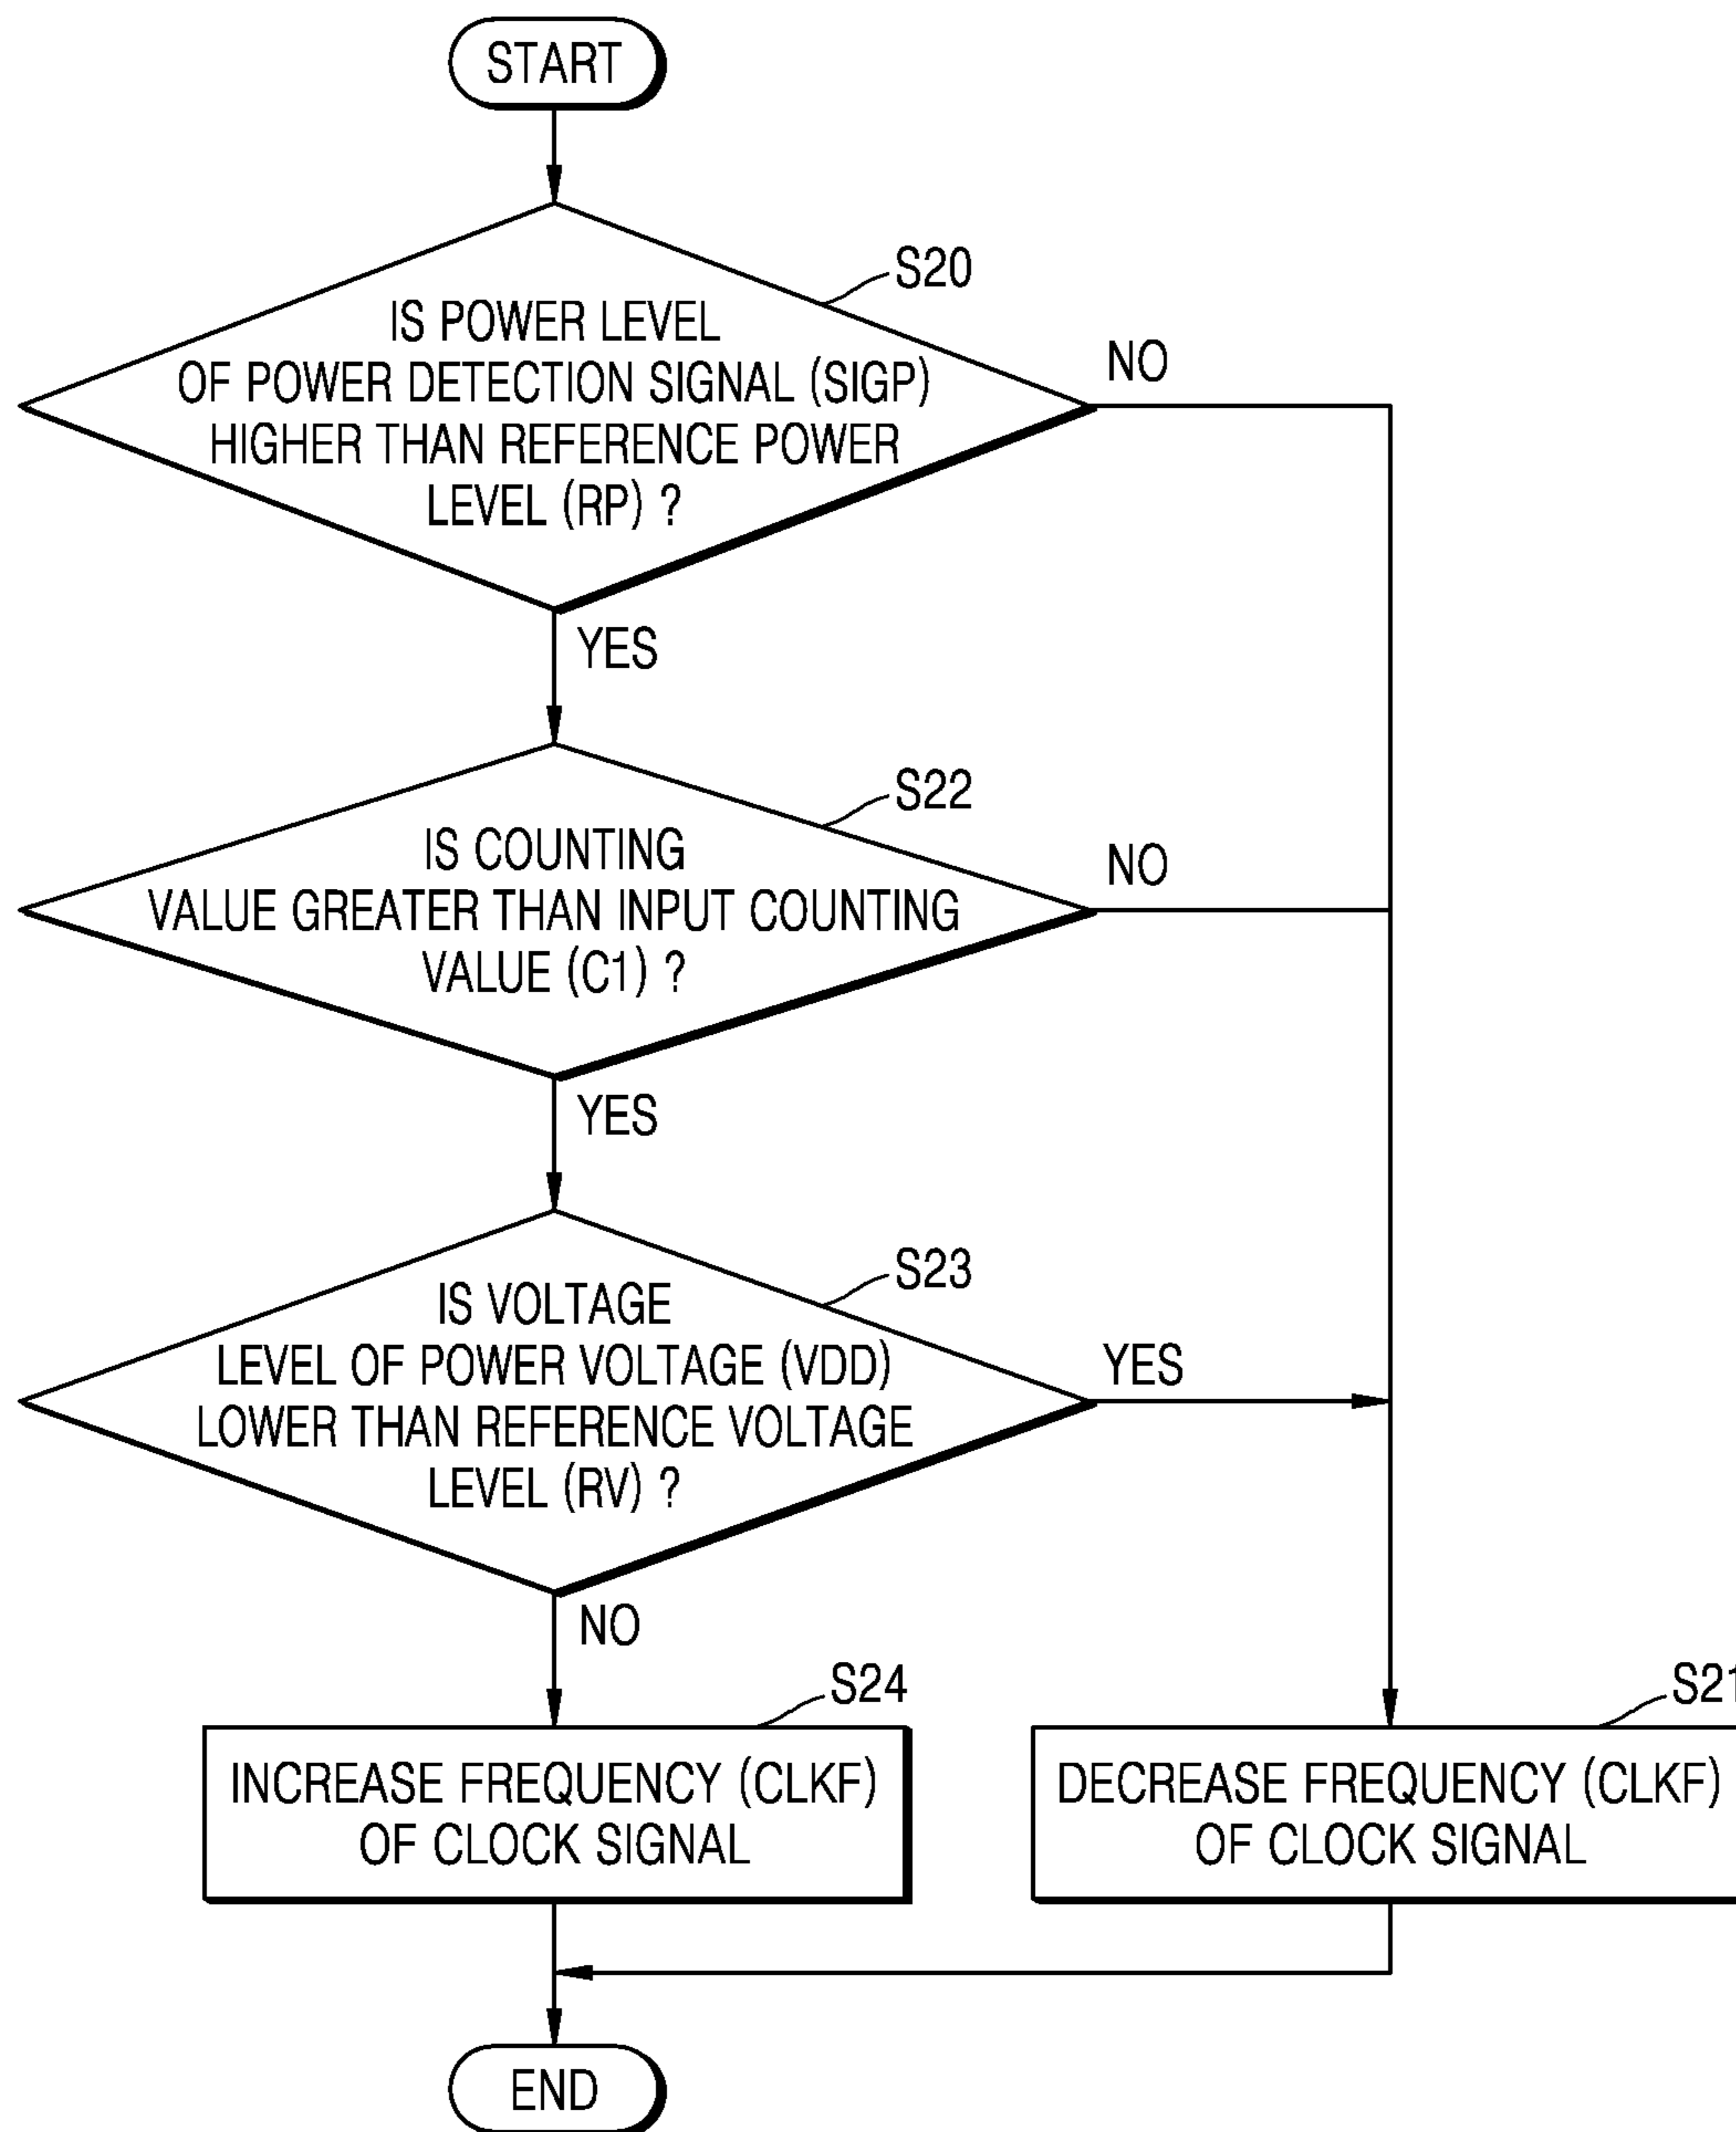 START
S20
IS POWER LEVEL
OF POWER DETECTION SIGNAL (SIGP)
HIGHER THAN REFERENCE POWER
LEVEL (RP) ?
NO
YES
S22
IS COUNTING
VALUE GREATER THAN INPUT COUNTING
VALUE (C1) ?
NO
YES
S23
IS VOLTAGE
LEVEL OF POWER VOLTAGE (VDD)
LOWER THAN REFERENCE VOLTAGE
LEVEL (RV) ?
YES
NO
S24
INCREASE FREQUENCY (CLKF)
OF CLOCK SIGNAL
S21
DECREASE FREQUENCY (CLKF)
OF CLOCK SIGNAL
END